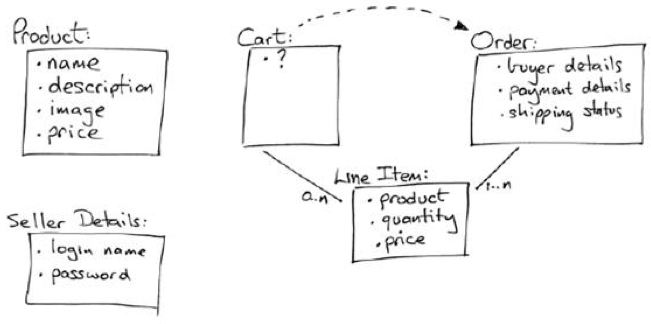 Product:
• name
• description
• image
• price
Cart:
• ?
Order:
• buyer details
• payment details
• shipping status
Line Item:
• product
• quantity
• price
0..n
1..n
Seller Details:
• login name
• password